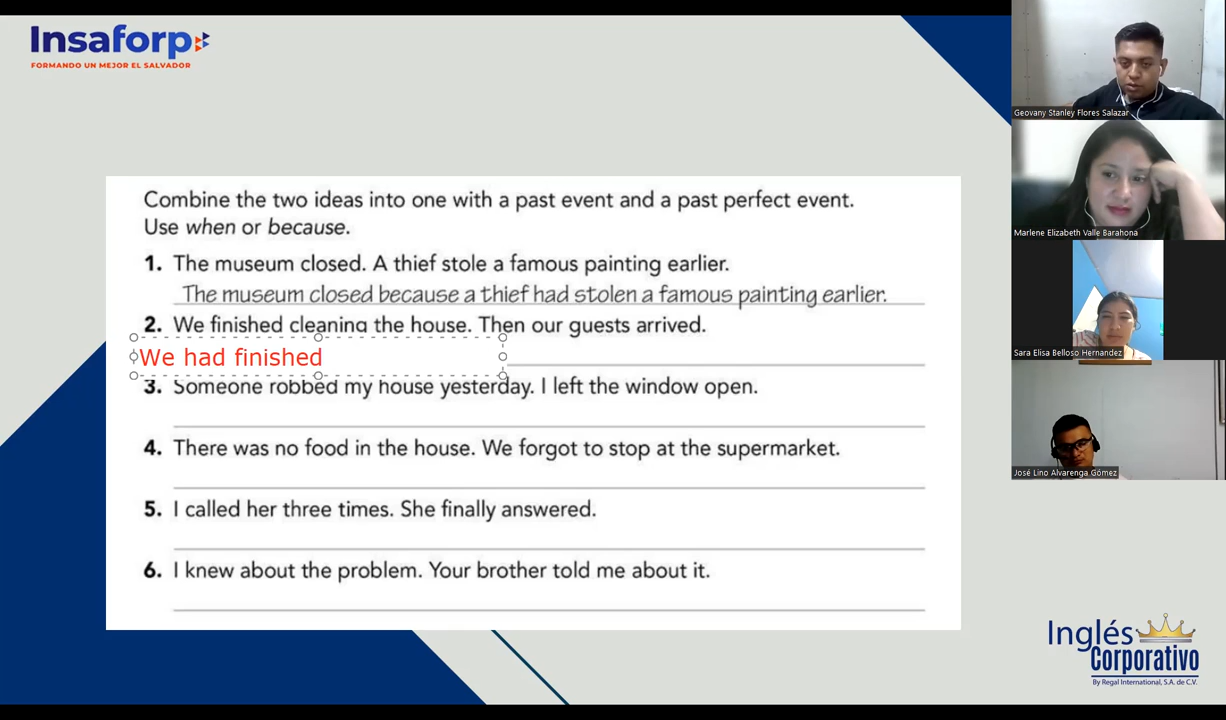 Insaforp
FORMANDO UN MEJOR EL SALVADOR
Combine the two ideas into one with a past event and a past perfect event.
Use when or because.
1. The museum closed. A thief stole a famous painting earlier.
The museum closed because a thief had stolen a famous painting earlier.
2. We finished cleaning the house. Then our guests arrived.
We had finished
3. Someone robbed my house yesterday. I left the window open.
4. There was no food in the house. We forgot to stop at the supermarket.
5. I called her three times. She finally answered.
6. I knew about the problem. Your brother told me about it.
Geovany Stanley Flores Salazar
Marlene Elizabeth Valle Barahona
Sara Elisa Belloso Hernandez
José Lino Alvarenga Gómez
Inglés
Corporativo
By Regal International, S.A. de C.V.